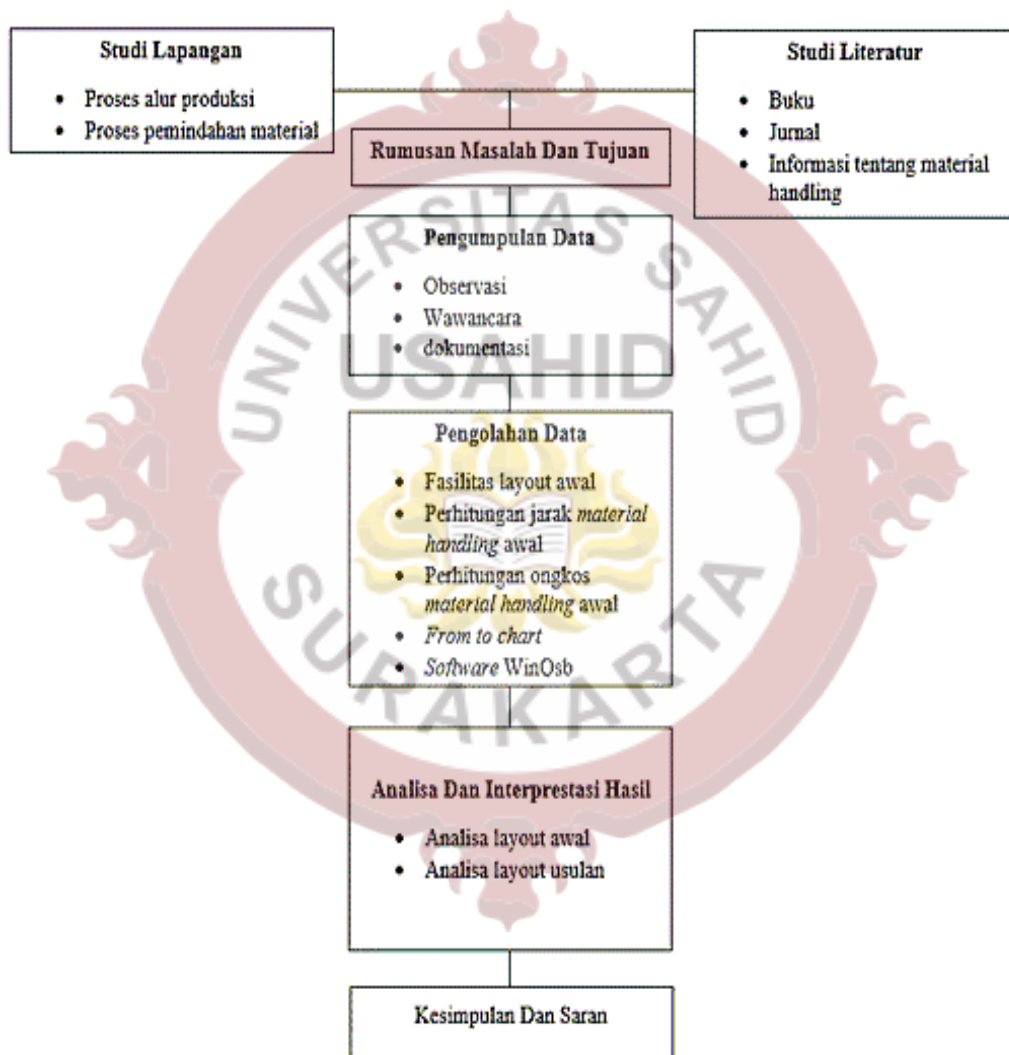 Studi Lapangan
• Proses alur produksi
• Proses pemindahan material
Studi Literatur
• Buku
• Jurnal
• Informasi tentang material
handling
Rumusan Masalah Dan Tujuan
Pengumpulan Data
• Observasi
• Wawancara
• dokumentasi
Pengolahan Data
• Fasilitas layout awal
• Perhitungan jarak material
handling awal
• Perhitungan ongkos
material handling awal
• From to chart
• Software WinQsb
Analisa Dan Interprestasi Hasil
• Analisa layout awal
• Analisa layout usulan
Kesimpulan Dan Saran
UNIVERSITAS SAHID
USAHID
SURAKARTA